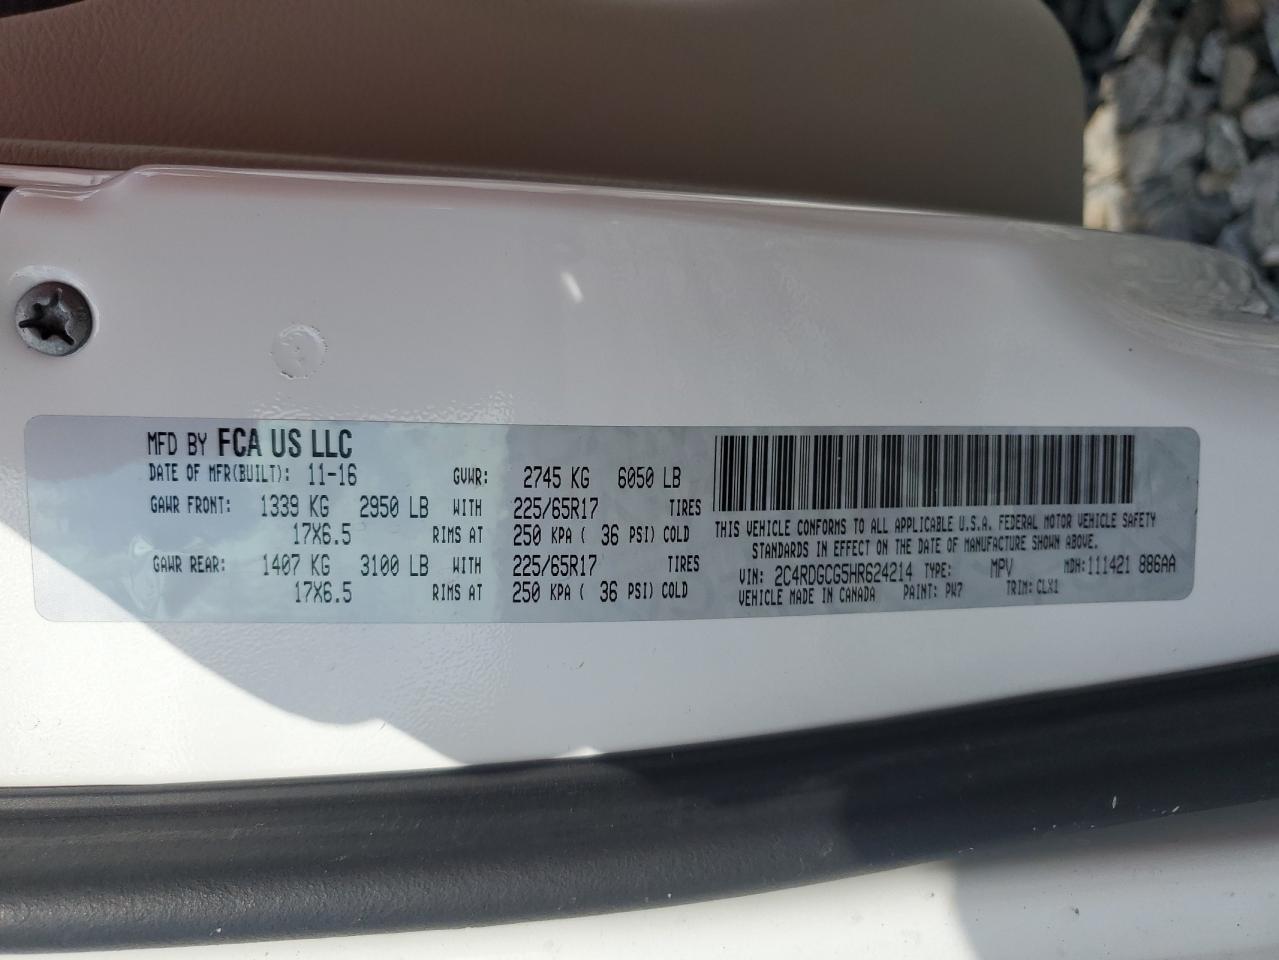 MFD BY FCA US LLC
DATE OF MFR(BUILT): 11-16 GVWR: 2745 KG 6050 LB
GAWR FRONT: 1339 KG 2950 LB WITH 225/65R17 TIRES
17X6.5 RIMS AT 250 KPA ( 36 PSI) COLD
GAWR REAR: 1407 KG 3100 LB WITH 225/65R17 TIRES
17X6.5 RIMS AT 250 KPA ( 36 PSI) COLD
THIS VEHICLE CONFORMS TO ALL APPLICABLE U.S.A. FEDERAL MOTOR VEHICLE SAFETY
STANDARDS IN EFFECT ON THE DATE OF MANUFACTURE SHOWN ABOVE.
VIN: 2C4RDGCG5HR624214 TYPE: MPV MDH:111421 886AA
VEHICLE MADE IN CANADA PAINT: PW7 TRIM: CLX1